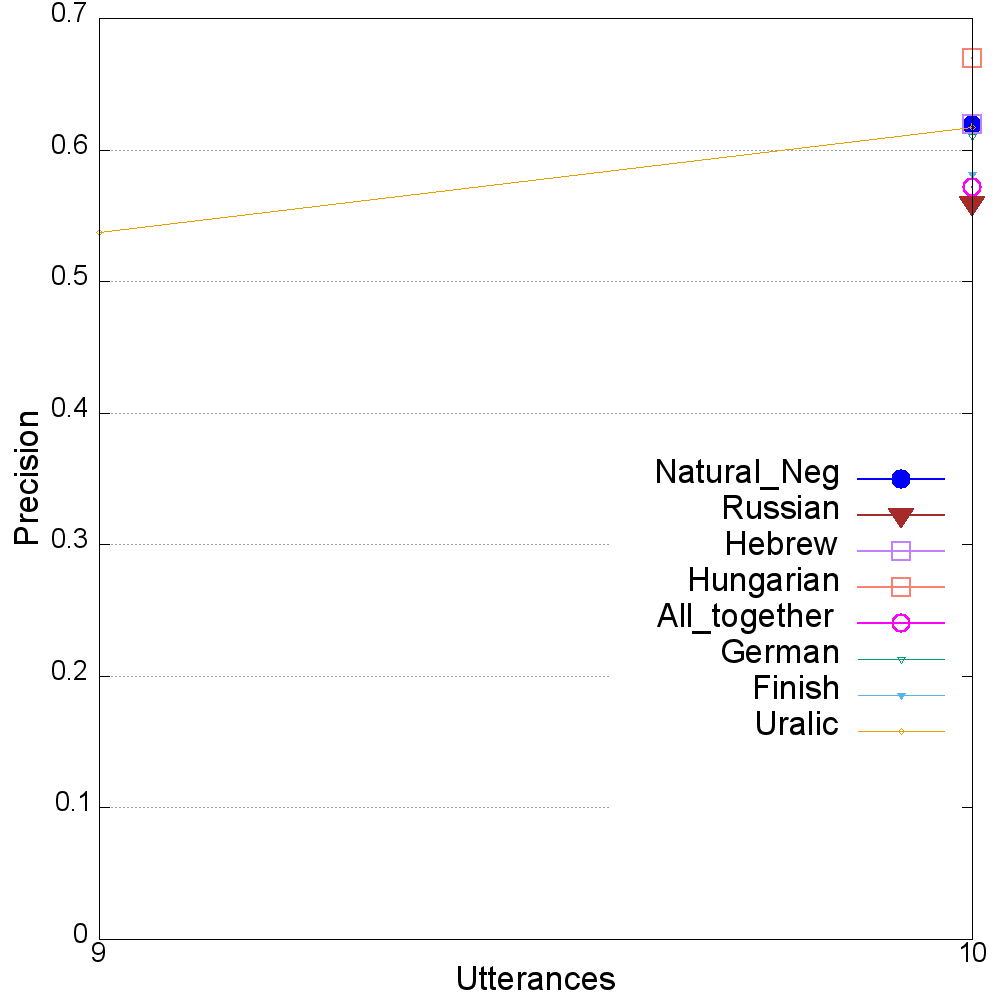 0.7
0.6
0.5
0.4
0.3
0.2
0.1
0
Precision
Natural_Neg
Russian
Hebrew
Hungarian
All_together
German
Finish
Uralic
9 10
Utterances